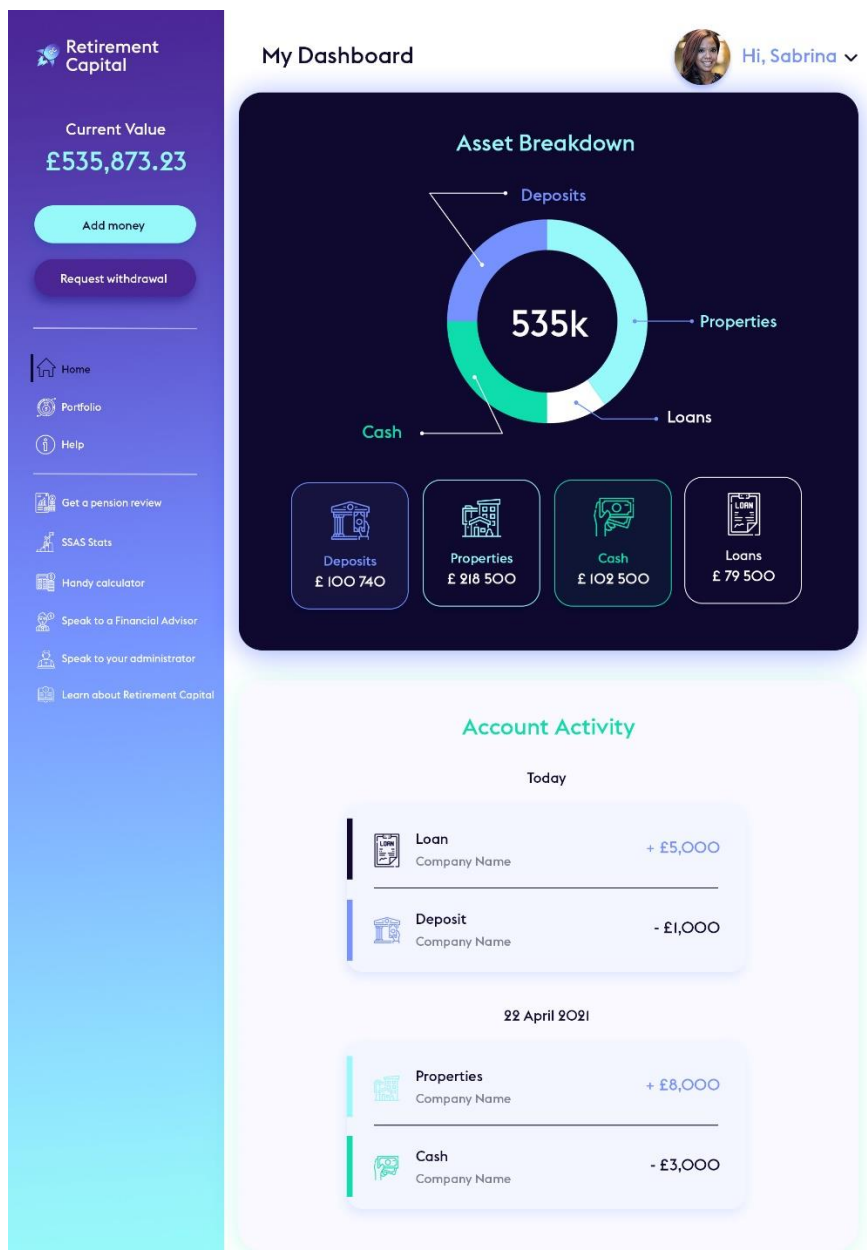 Retirement
Capital
Current Value
£535,873.23
Add money
Request withdrawal
Home
Portfolio
Help
Get a pension review
SSAS Stats
Handy calculator
Speak to a Financial Advisor
Speak to your administrator
Learn about Retirement Capital
My Dashboard
Hi, Sabrina
Asset Breakdown
Deposits
535k
Properties
Loans
Cash
Deposits
£ 100 740
Properties
£ 218 500
Cash
£ 102 500
LOAN
Loans
£ 79 500
Account Activity
Today
LOAN
Loan
Company Name
+ £5,000
Deposit
Company Name
- £1,000
22 April 2021
Properties
Company Name
+ £8,000
Cash
Company Name
- £3,000